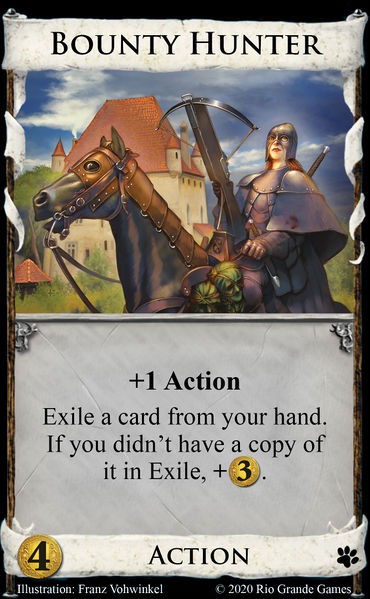 BOUNTY HUNTER
+1 Action
Exile a card from your hand.
If you didn't have a copy of
it in Exile, +3.
4
ACTION
Illustration: Franz Vohwinkel
© 2020 Rio Grande Games